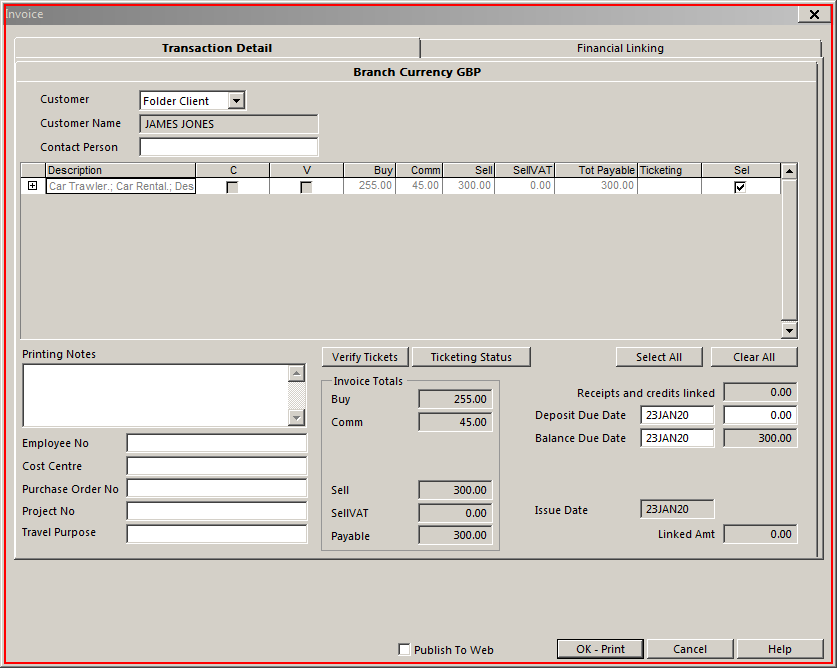 Invoice
Transaction Detail
Financial Linking
Branch Currency GBP
Customer Folder Client
Customer Name JAMES JONES
Contact Person
Description C V Buy Comm Sell SellVAT Tot Payable Ticketing Sel
Car Trawler.; Car Rental.; Des 255.00 45.00 300.00 0.00 300.00
Printing Notes
Verify Tickets Ticketing Status Select All Clear All
Invoice Totals
Buy 255.00
Comm 45.00
Sell 300.00
SellVAT 0.00
Payable 300.00
Receipts and credits linked 0.00
Deposit Due Date 23JAN20 0.00
Balance Due Date 23JAN20 300.00
Issue Date 23JAN20
Linked Amt 0.00
Employee No
Cost Centre
Purchase Order No
Project No
Travel Purpose
Publish To Web OK - Print Cancel Help